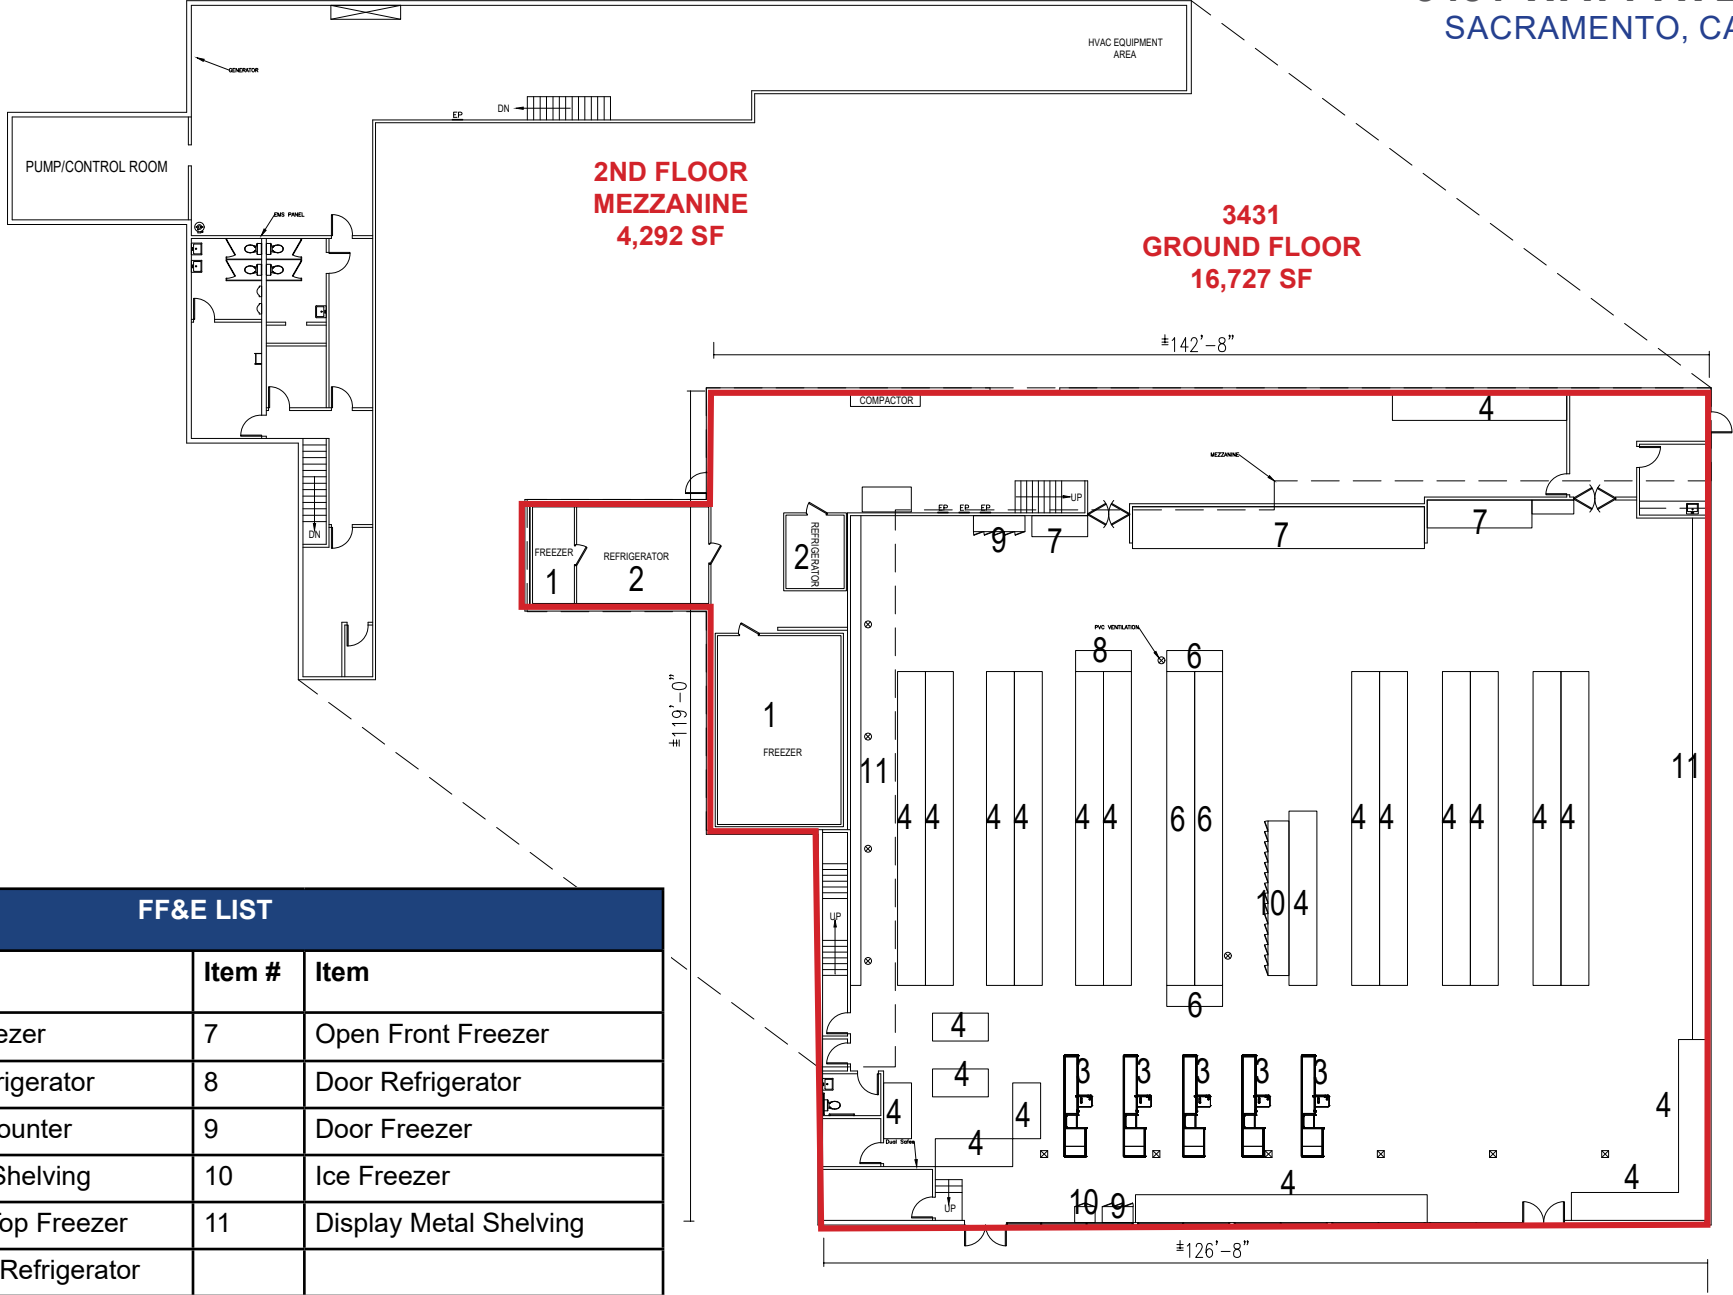 SACRAMENTO, CA
HVAC EQUIPMENT
AREA
GENERATOR
DN
EP
PUMP/CONTROL ROOM
EMS PANEL
2ND FLOOR
MEZZANINE
4,292 SF
3431
GROUND FLOOR
16,727 SF
±142'-8"
COMPACTOR
4
MEZZANINE
UP
EP EP EP
DN
FREEZER
1
REFRIGERATOR
2
2
REFRIGERATOR
9
7
7
7
PVC VENTILATION
8
6
±119'-0"
1
FREEZER
11
11
4 4 4 4 4 4 6 6 4 4 4 4 4 4
10 4
UP
6
4
4
3 3 3 3 3
4
4
4
4
Dual Safes
4
4
UP
10
9
4
±126'-8"
FF&E LIST
Item # Item
ezer 7 Open Front Freezer
rigerator 8 Door Refrigerator
ounter 9 Door Freezer
Shelving 10 Ice Freezer
op Freezer 11 Display Metal Shelving
Refrigerator